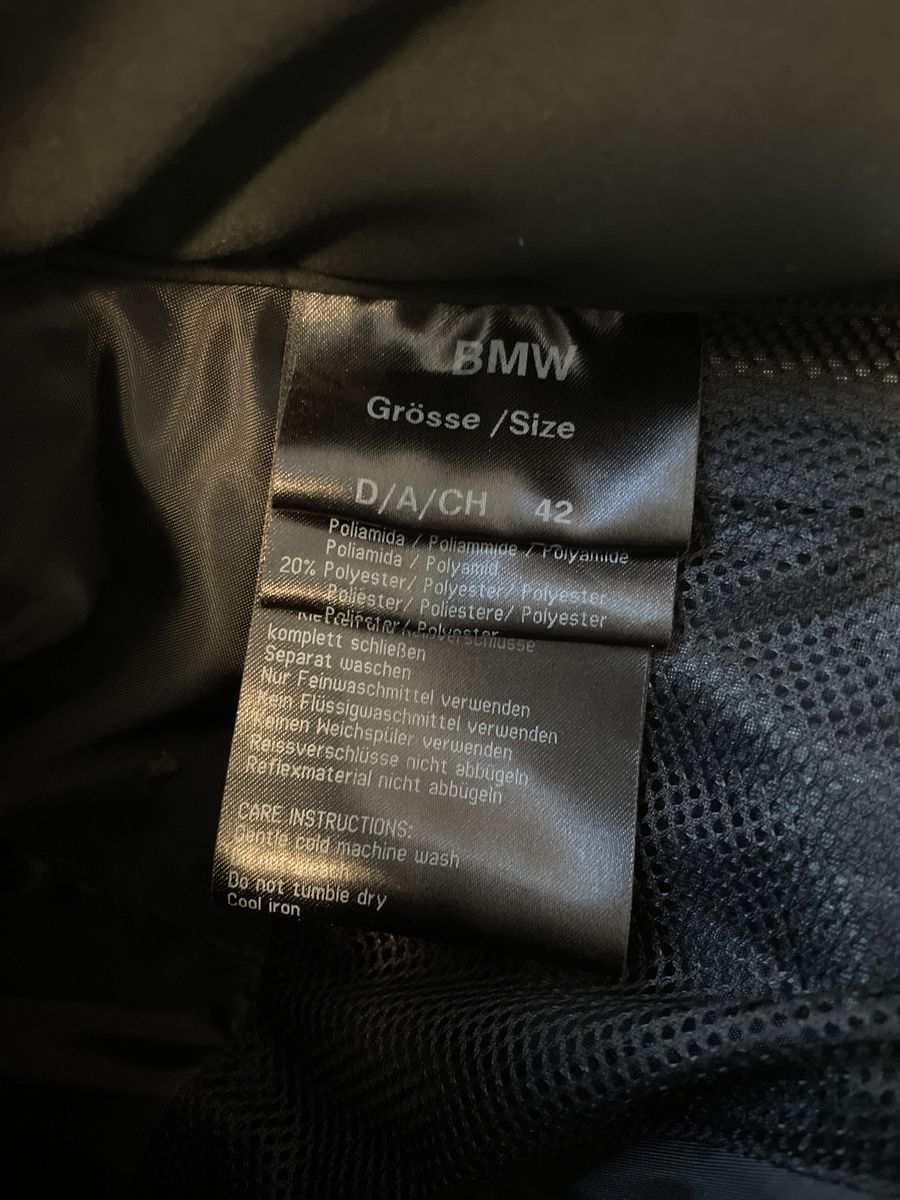 BMW
Grösse /Size
D/A/CH 42
Poliamida / Poliammide / Polyamide
Poliamida / Polyamid
20% Polyester/ Polyester/ Polyester
Poliéster/ Poliestere/ Polyester
Poliester/ Polyester
komplett schließen
Separat waschen
Nur Feinwaschmittel verwenden
Kein Flüssigwaschmittel verwenden
Keinen Weichspüler verwenden
Reissverschlüsse nicht abbügeln
Reflexmaterial nicht abbügeln
CARE INSTRUCTIONS:
Gentle cold machine wash
Do not tumble dry
Cool iron